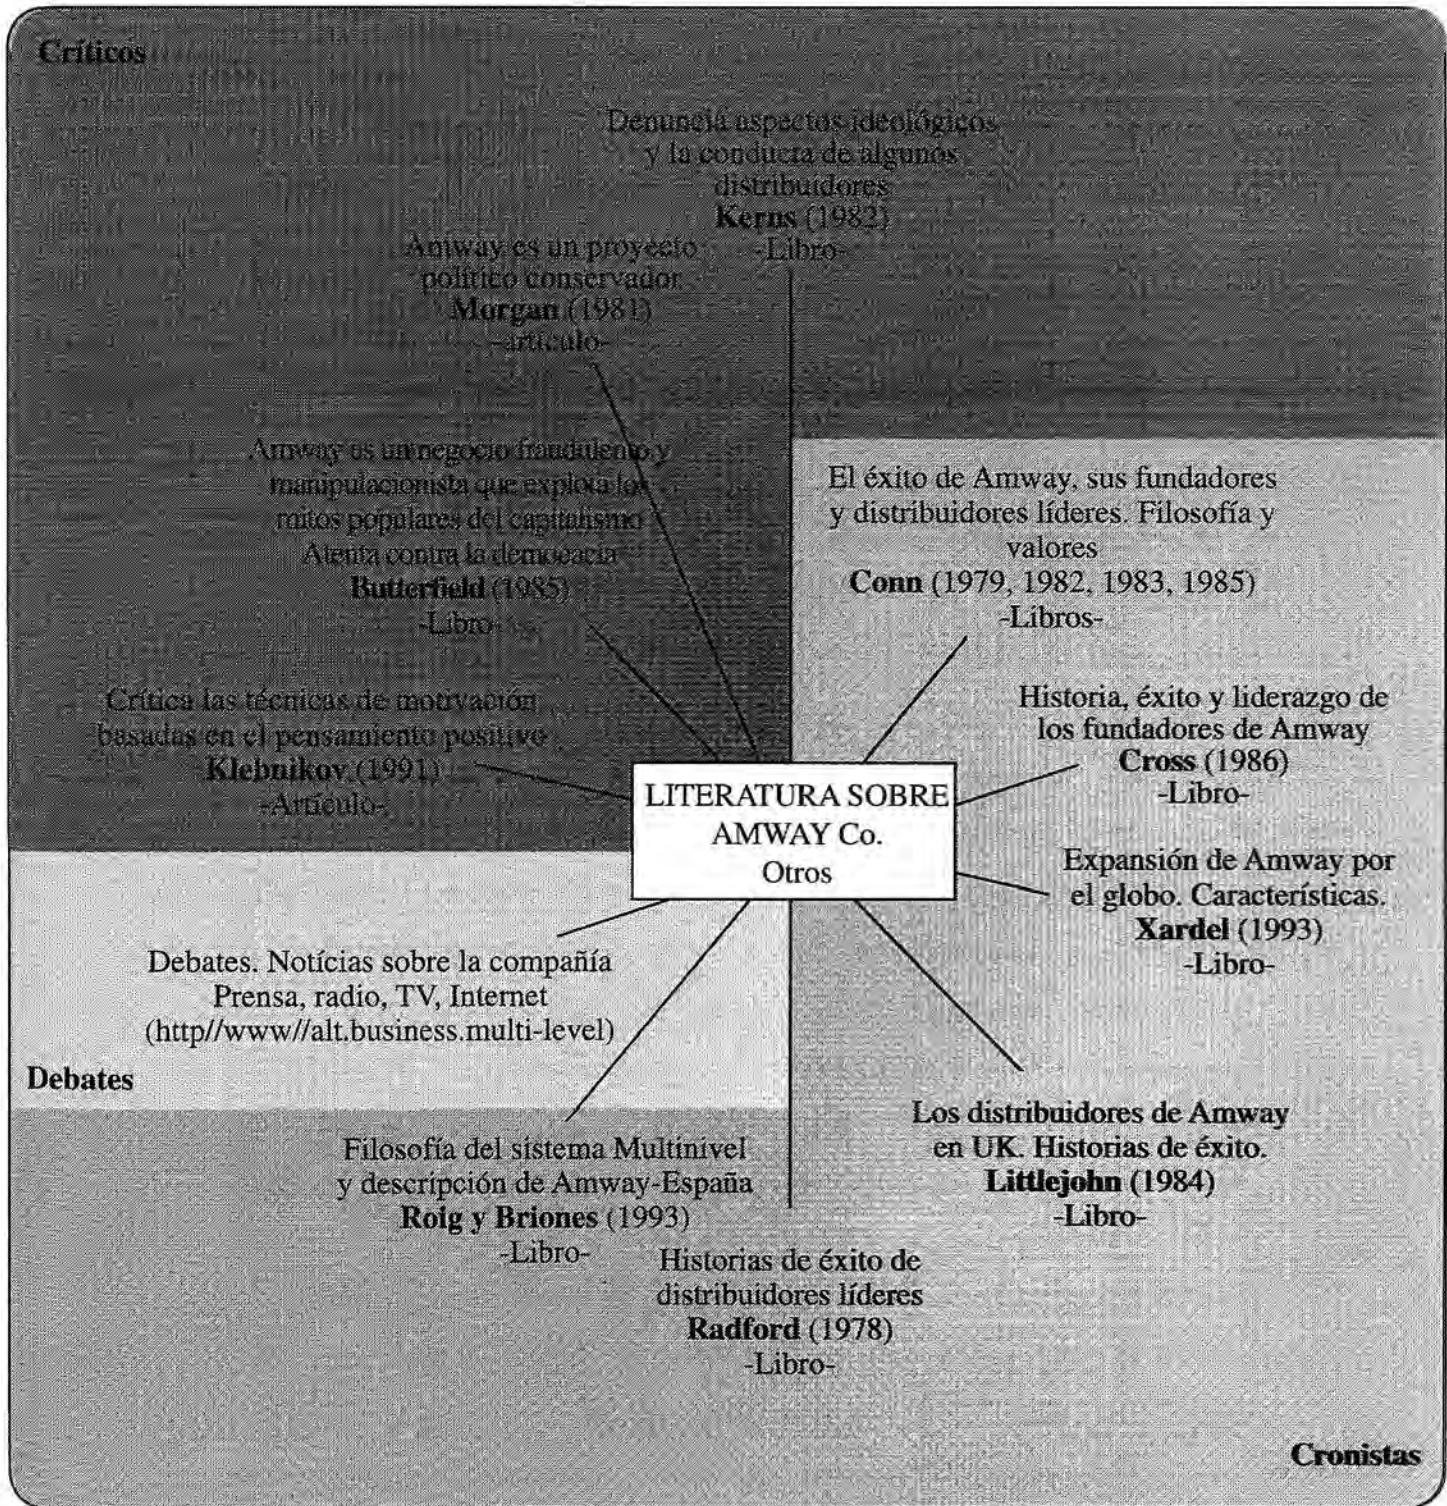 Críticos
Denuncia aspectos ideológicos
y la conducta de algunos
distribuidores
Kerns (1982)
-Libro-
Amway es un proyecto
político conservador.
Morgan (1981)
-artículo-
Amway es un negocio fraudulento y
manipulacionista que explota los
mitos populares del capitalismo
Atenta contra la democacia
Butterfield (1985)
-Libro-
Crítica las técnicas de motivación
basadas en el pensamiento positivo
Klebnikov (1991)
-Artículo-
El éxito de Amway, sus fundadores
y distribuidores líderes. Filosofía y
valores
Conn (1979, 1982, 1983, 1985)
-Libros-
Historia, éxito y liderazgo de
los fundadores de Amway
Cross (1986)
-Libro-
LITERATURA SOBRE
AMWAY Co.
Otros
Expansión de Amway por
el globo. Características.
Xardel (1993)
-Libro-
Debates. Notícias sobre la compañía
Prensa, radio, TV, Internet
(http//www//alt.business.multi-level)
Debates
Los distribuidores de Amway
en UK. Historias de éxito.
Littlejohn (1984)
-Libro-
Filosofía del sistema Multinivel
y descripción de Amway-España
Roig y Briones (1993)
-Libro-
Historias de éxito de
distribuidores líderes
Radford (1978)
-Libro-
Cronistas